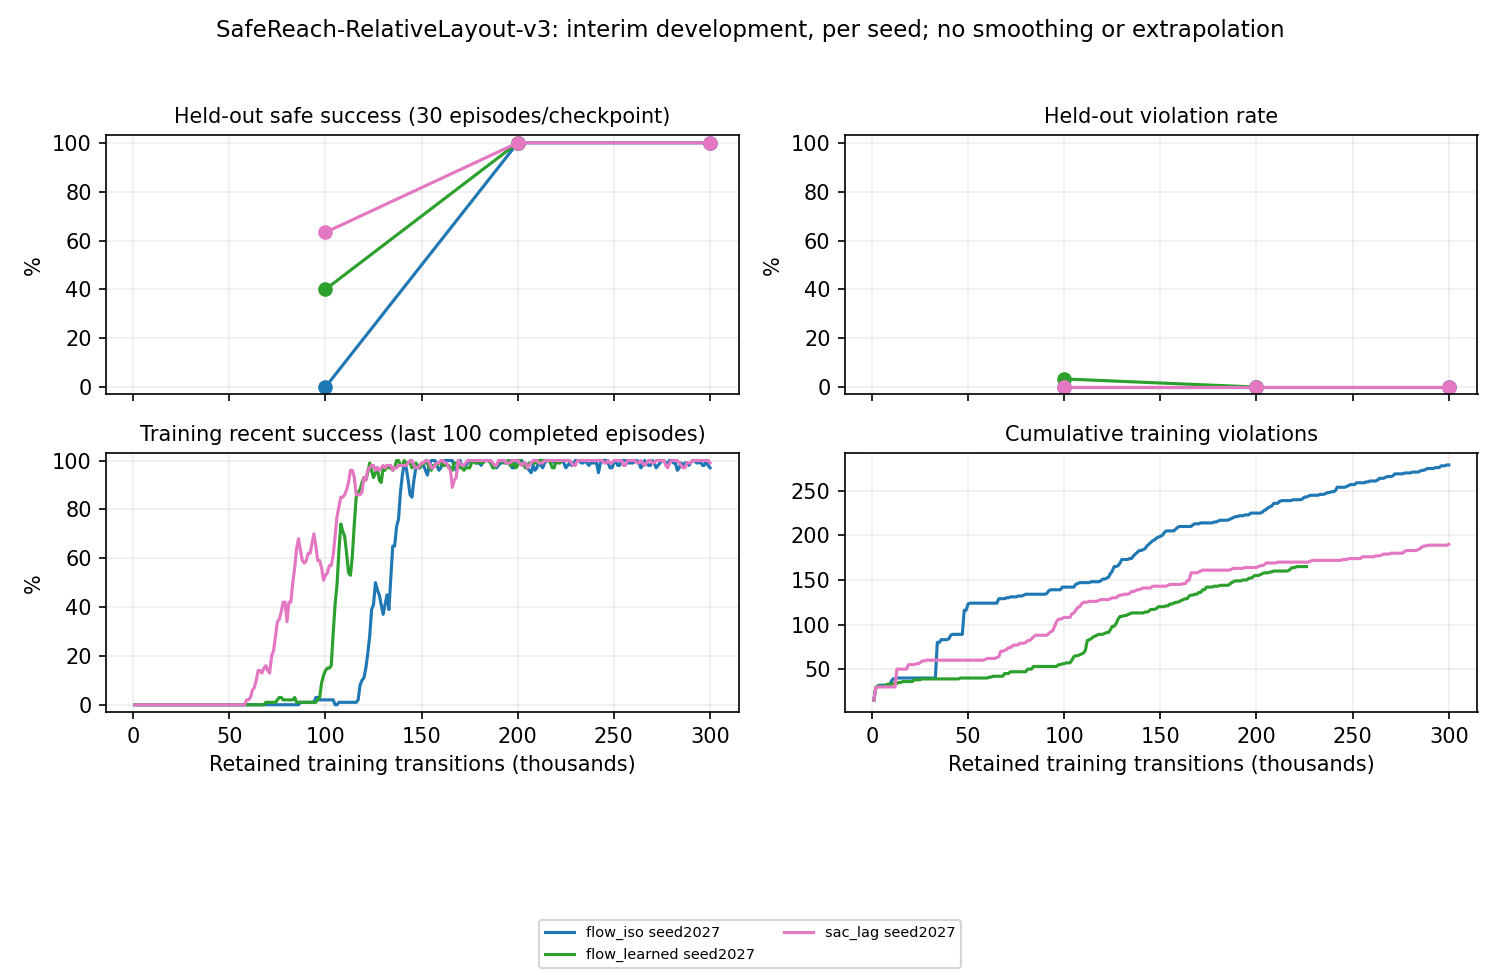 SafeReach-RelativeLayout-v3: interim development, per seed; no smoothing or extrapolation
Held-out safe success (30 episodes/checkpoint)
100
80
60
40
20
0
%
Held-out violation rate
100
80
60
40
20
0
%
Training recent success (last 100 completed episodes)
100
80
60
40
20
0
%
0 50 100 150 200 250 300
Retained training transitions (thousands)
Cumulative training violations
250
200
150
100
50
0 50 100 150 200 250 300
Retained training transitions (thousands)
flow_iso seed2027
flow_learned seed2027
sac_lag seed2027